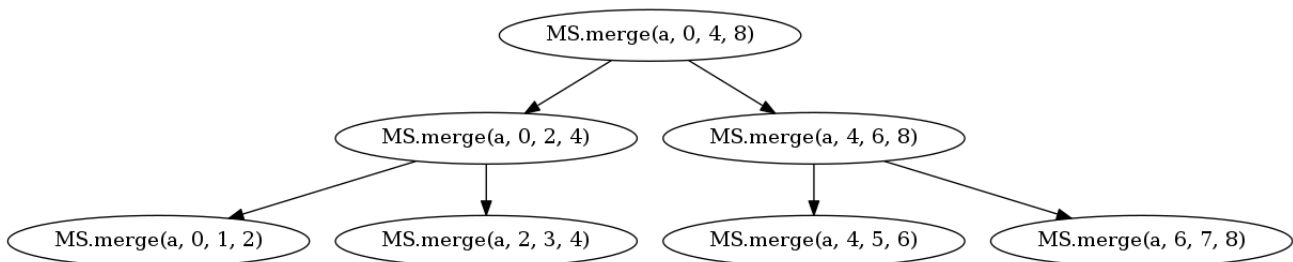 MS.merge(a, 0, 4, 8)
MS.merge(a, 0, 2, 4)
MS.merge(a, 4, 6, 8)
MS.merge(a, 0, 1, 2)
MS.merge(a, 2, 3, 4)
MS.merge(a, 4, 5, 6)
MS.merge(a, 6, 7, 8)